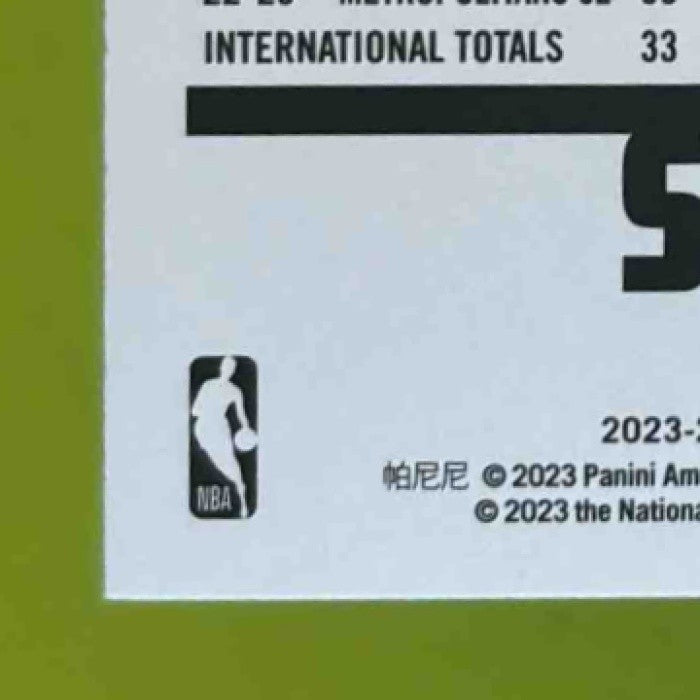 INTERNATIONAL TOTALS 33
S
NBA
2023-
帕尼尼 © 2023 Panini Am
© 2023 the Nationa